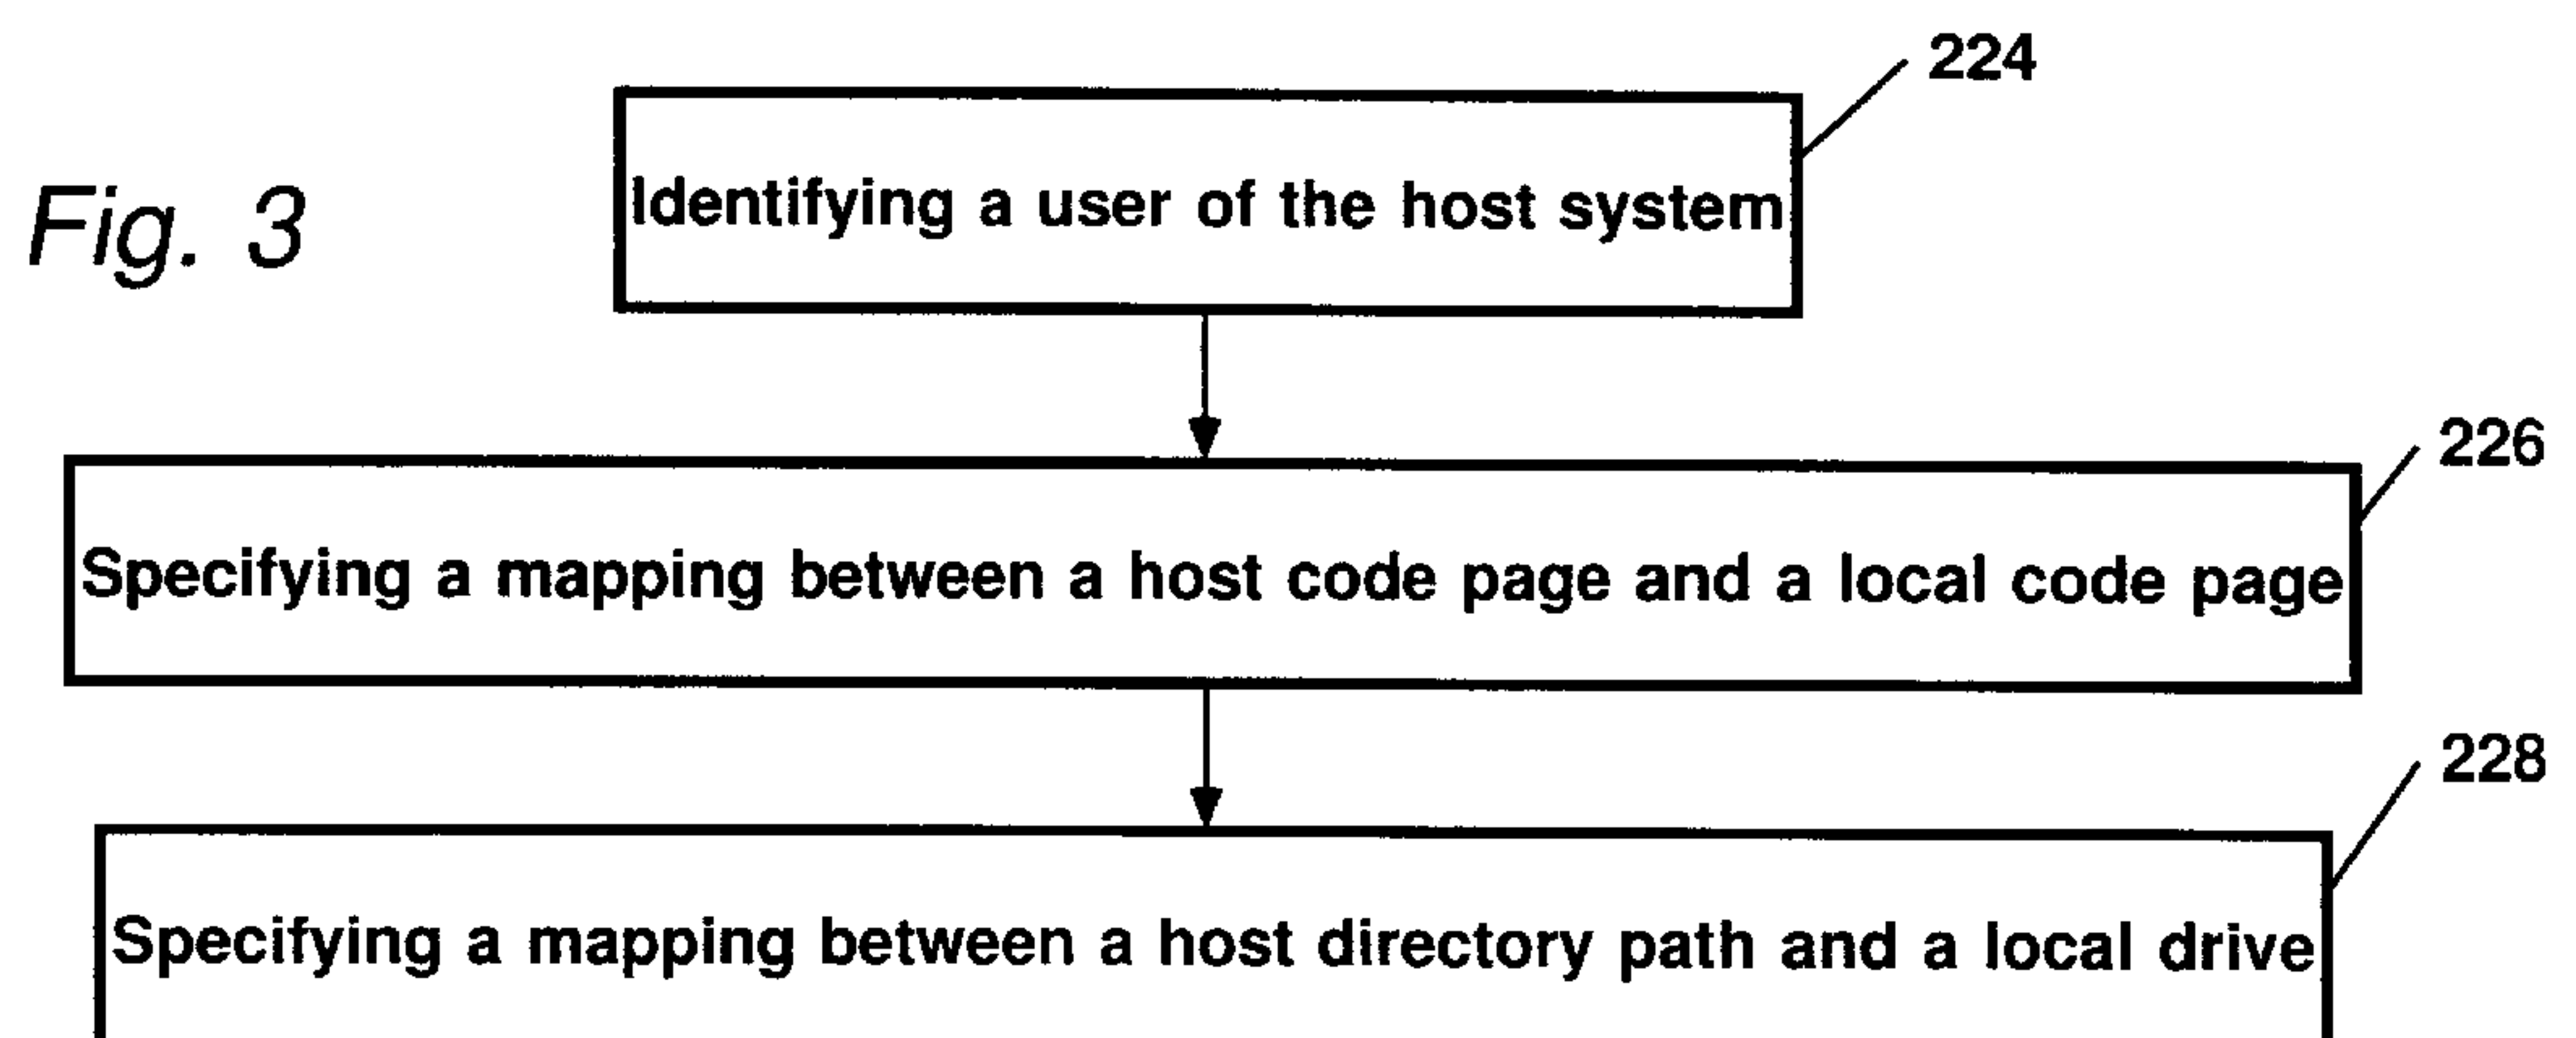 224
Fig. 3
Identifying a user of the host system
226
Specifying a mapping between a host code page and a local code page
228
Specifying a mapping between a host directory path and a local drive